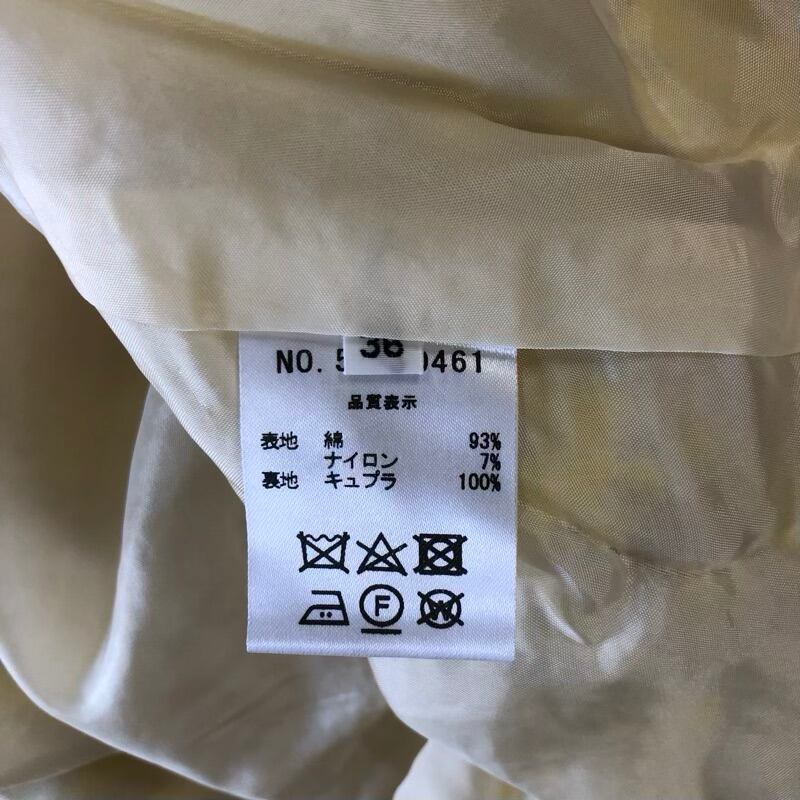 36
NO. 5 0461
品質表示
表地 綿 93%
ナイロン 7%
裏地 キュプラ 100%
F W